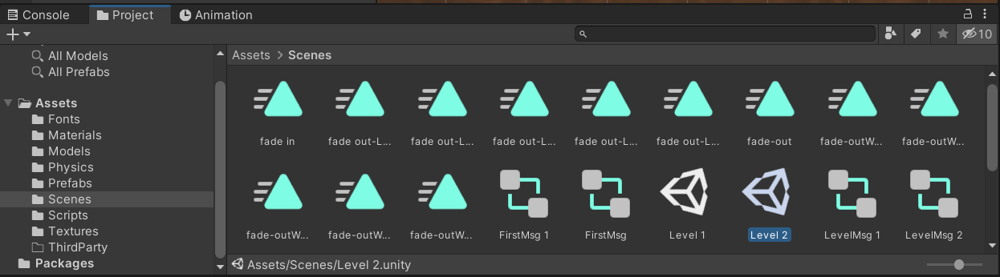 Console
Project
Animation
10
All Models
All Prefabs
Assets
Fonts
Materials
Models
Physics
Prefabs
Scenes
Scripts
Textures
ThirdParty
Packages
Assets > Scenes
fade in
fade out-L...
fade out-L...
fade out-L...
fade out-L...
fade out-L...
fade-out
fade-outW...
fade-outW...
fade-outW...
fade-outW...
fade-outW...
FirstMsg 1
FirstMsg
Level 1
Level 2
LevelMsg 1
LevelMsg 2
Assets/Scenes/Level 2.unity